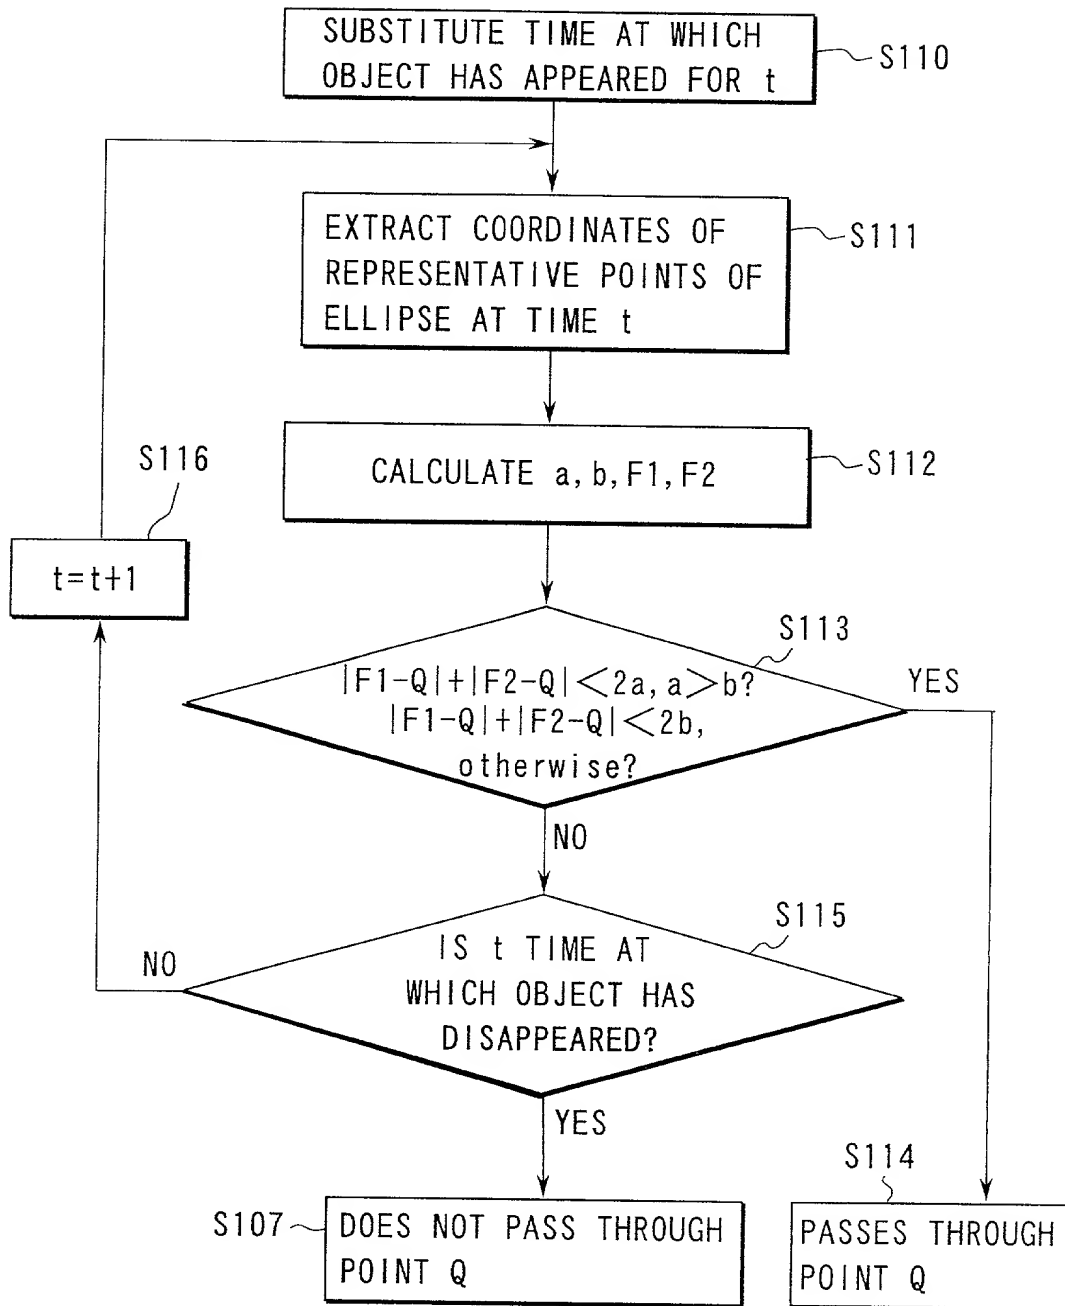 SUBSTITUTE TIME AT WHICH
OBJECT HAS APPEARED FOR t
S110
EXTRACT COORDINATES OF
REPRESENTATIVE POINTS OF
ELLIPSE AT TIME t
S111
CALCULATE a, b, F1, F2
S112
S116
t=t+1
S113
|F1-Q|+|F2-Q|<2a, a>b?
|F1-Q|+|F2-Q|<2b,
otherwise?
YES
NO
S115
IS t TIME AT
WHICH OBJECT HAS
DISAPPEARED?
NO
YES
S107
DOES NOT PASS THROUGH
POINT Q
S114
PASSES THROUGH
POINT Q